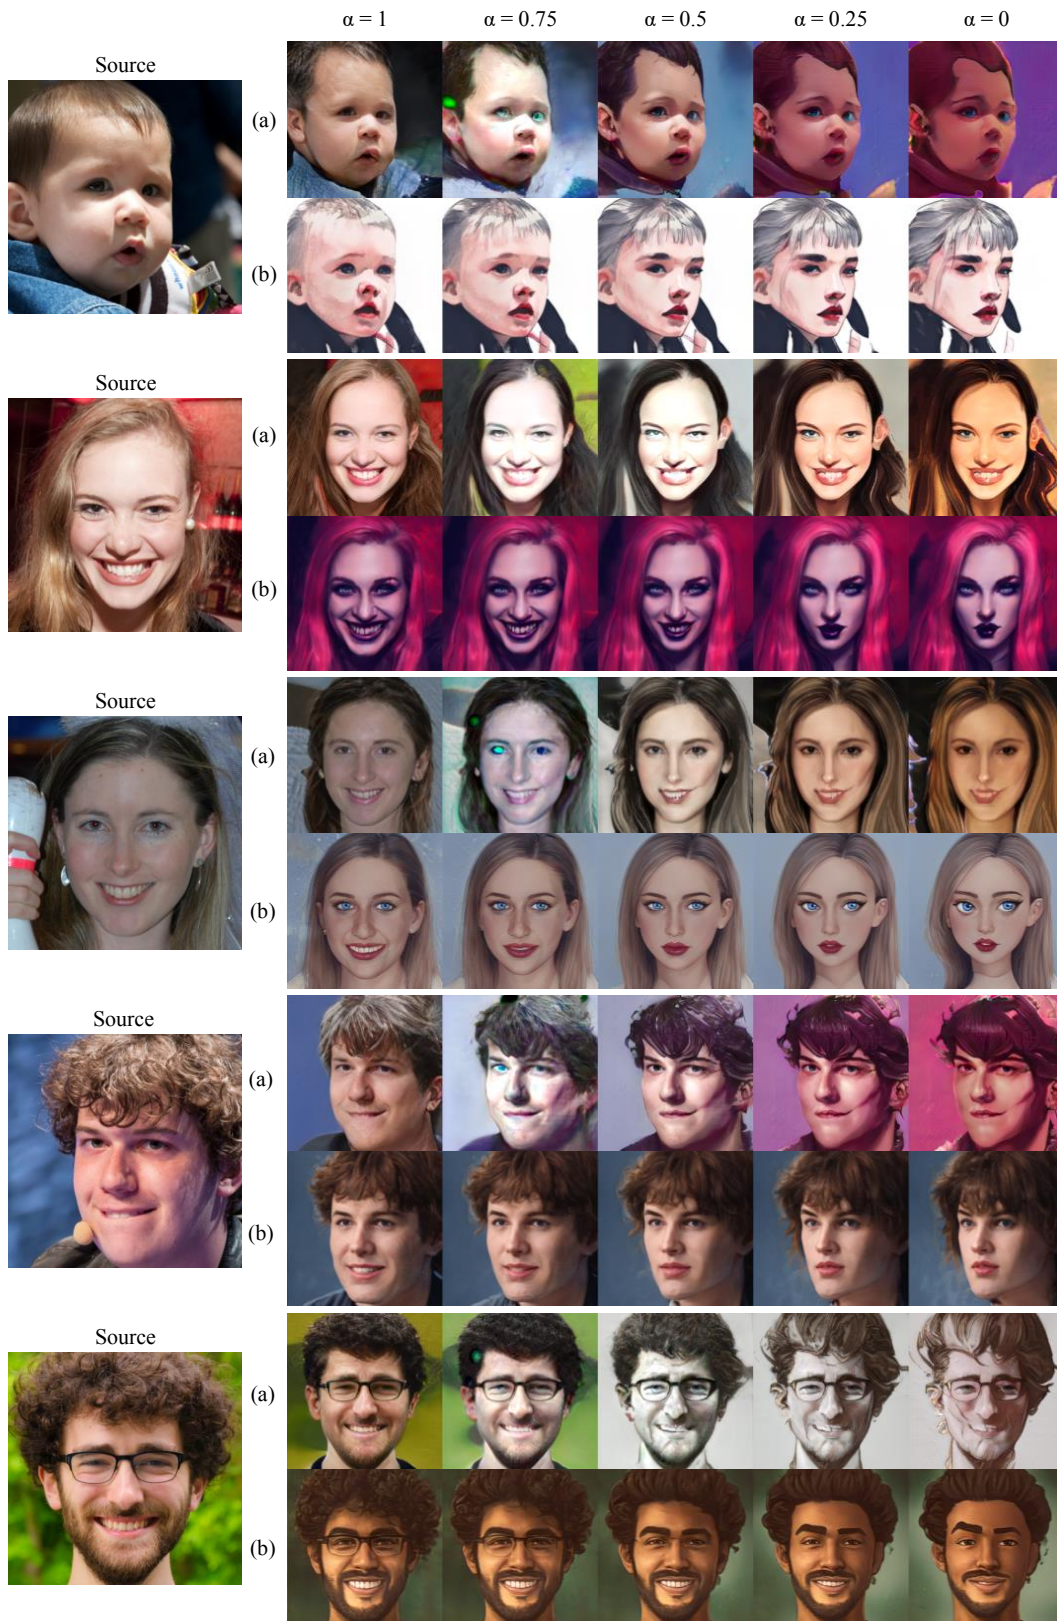 α = 1 α = 0.75 α = 0.5 α = 0.25 α = 0
Source
(a)
(b)
Source
(a)
(b)
Source
(a)
(b)
Source
(a)
(b)
Source
(a)
(b)